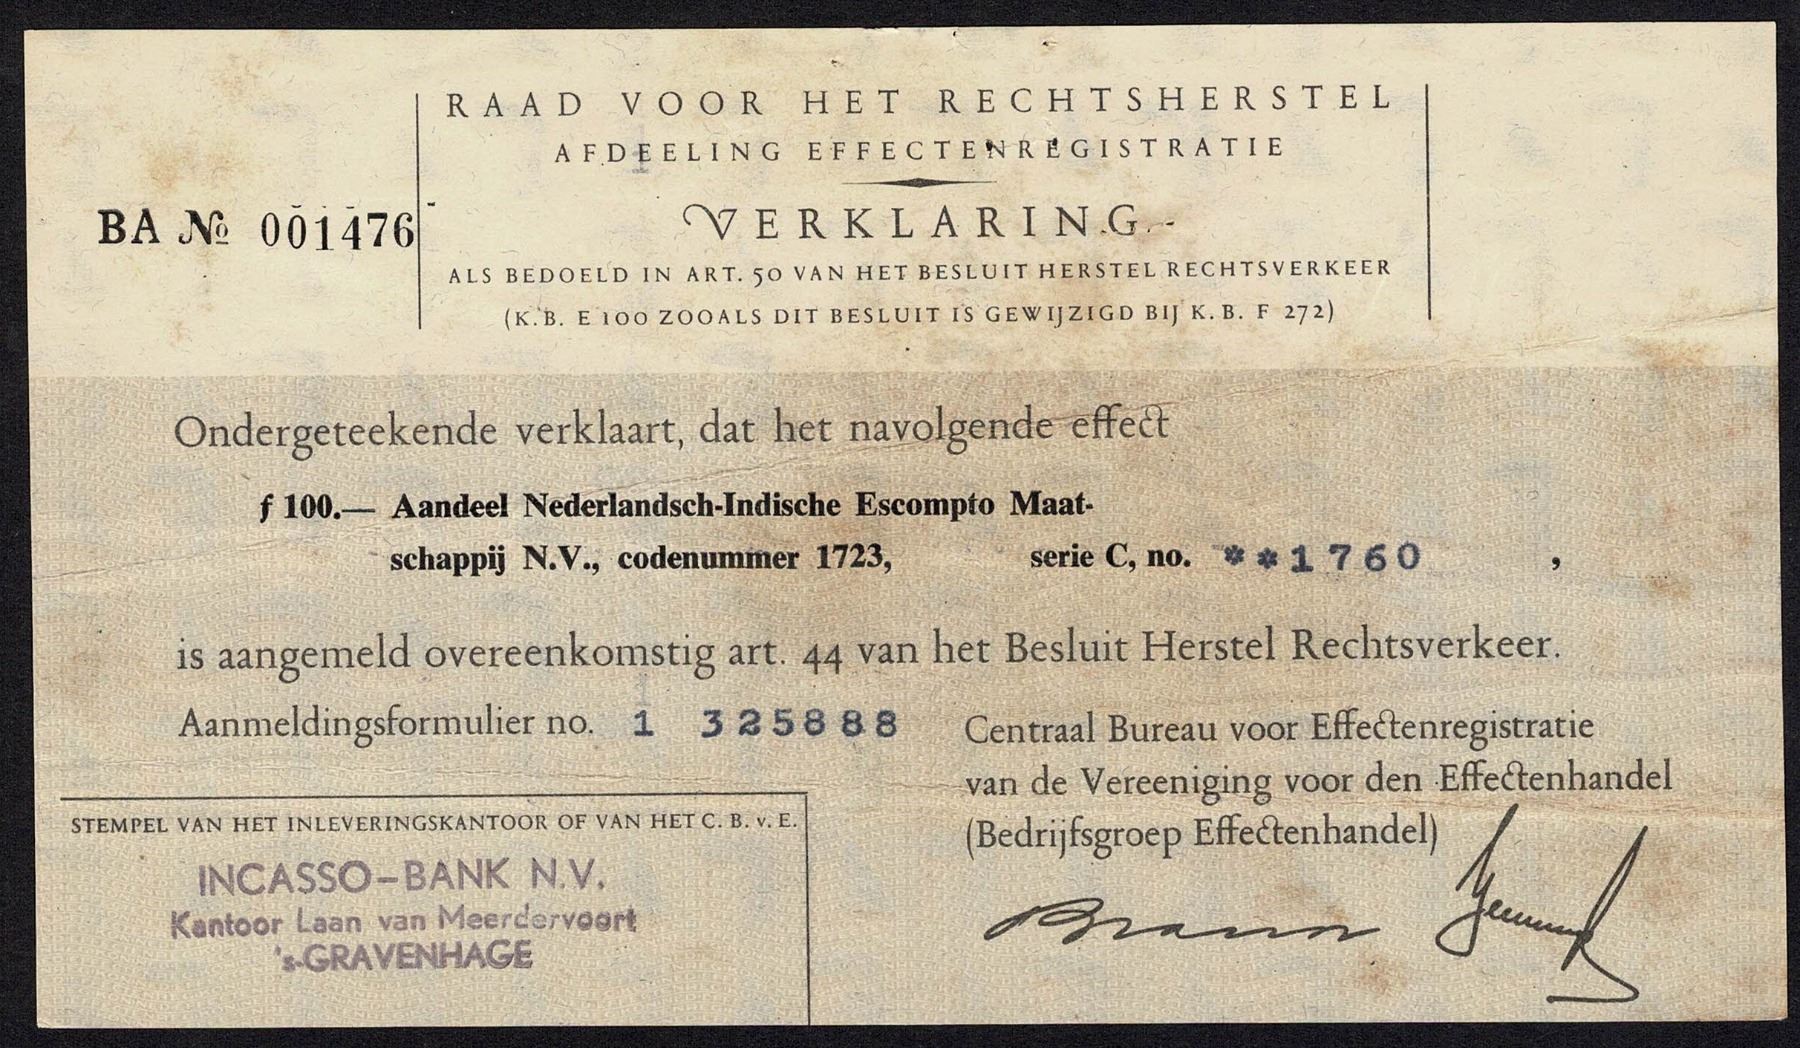 RAAD VOOR HET RECHTSHERSTEL
AFDEELING EFFECTENREGISTRATIE
BA № 001476
VERKLARING
ALS BEDOELD IN ART. 50 VAN HET BESLUIT HERSTEL RECHTSVERKEER
(K.B. E 100 ZOOALS DIT BESLUIT IS GEWIJZIGD BIJ K.B. F 272)
Ondergeteekende verklaart, dat het navolgende effect
ƒ 100.— Aandeel Nederlandsch-Indische Escompto Maat-
schappij N.V., codenummer 1723, serie C, no. **1760 ,
is aangemeld overeenkomstig art. 44 van het Besluit Herstel Rechtsverkeer.
Aanmeldingsformulier no. 1 325888
Centraal Bureau voor Effectenregistratie
van de Vereeniging voor den Effectenhandel
(Bedrijfsgroep Effectenhandel)
STEMPEL VAN HET INLEVERINGSKANTOOR OF VAN HET C. B. v. E.
INCASSO-BANK N.V.
Kantoor Laan van Meerdervoort
's-GRAVENHAGE